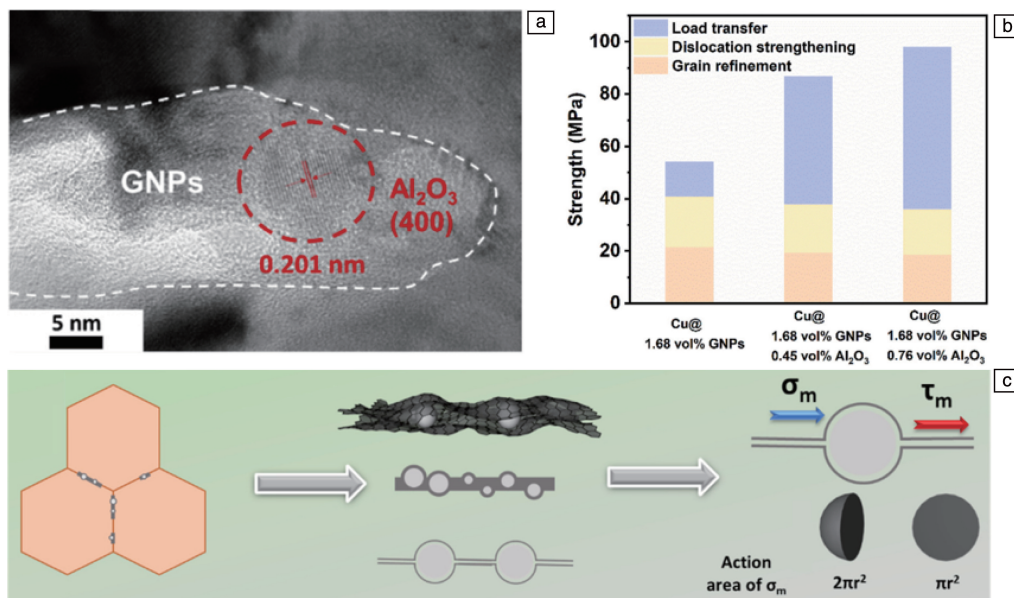 a
GNPs
Al₂O₃
(400)
0.201 nm
5 nm
b
Load transfer
Dislocation strengthening
Grain refinement
Strength (MPa)
100
80
60
40
20
0
Cu@
1.68 vol% GNPs
Cu@
1.68 vol% GNPs
0.45 vol% Al₂O₃
Cu@
1.68 vol% GNPs
0.76 vol% Al₂O₃
c
σₘ
τₘ
Action
area of σₘ
2πr²
πr²